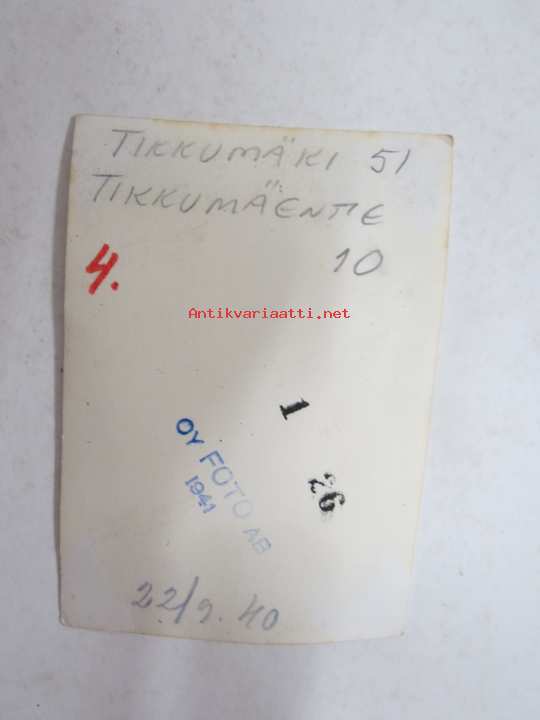 TIKKUMÄKI 51
TIKKUMÄENTIE
10
4.
Antikvariaatti.net
1
26
OY FOTO AB
1941
22/9. 40